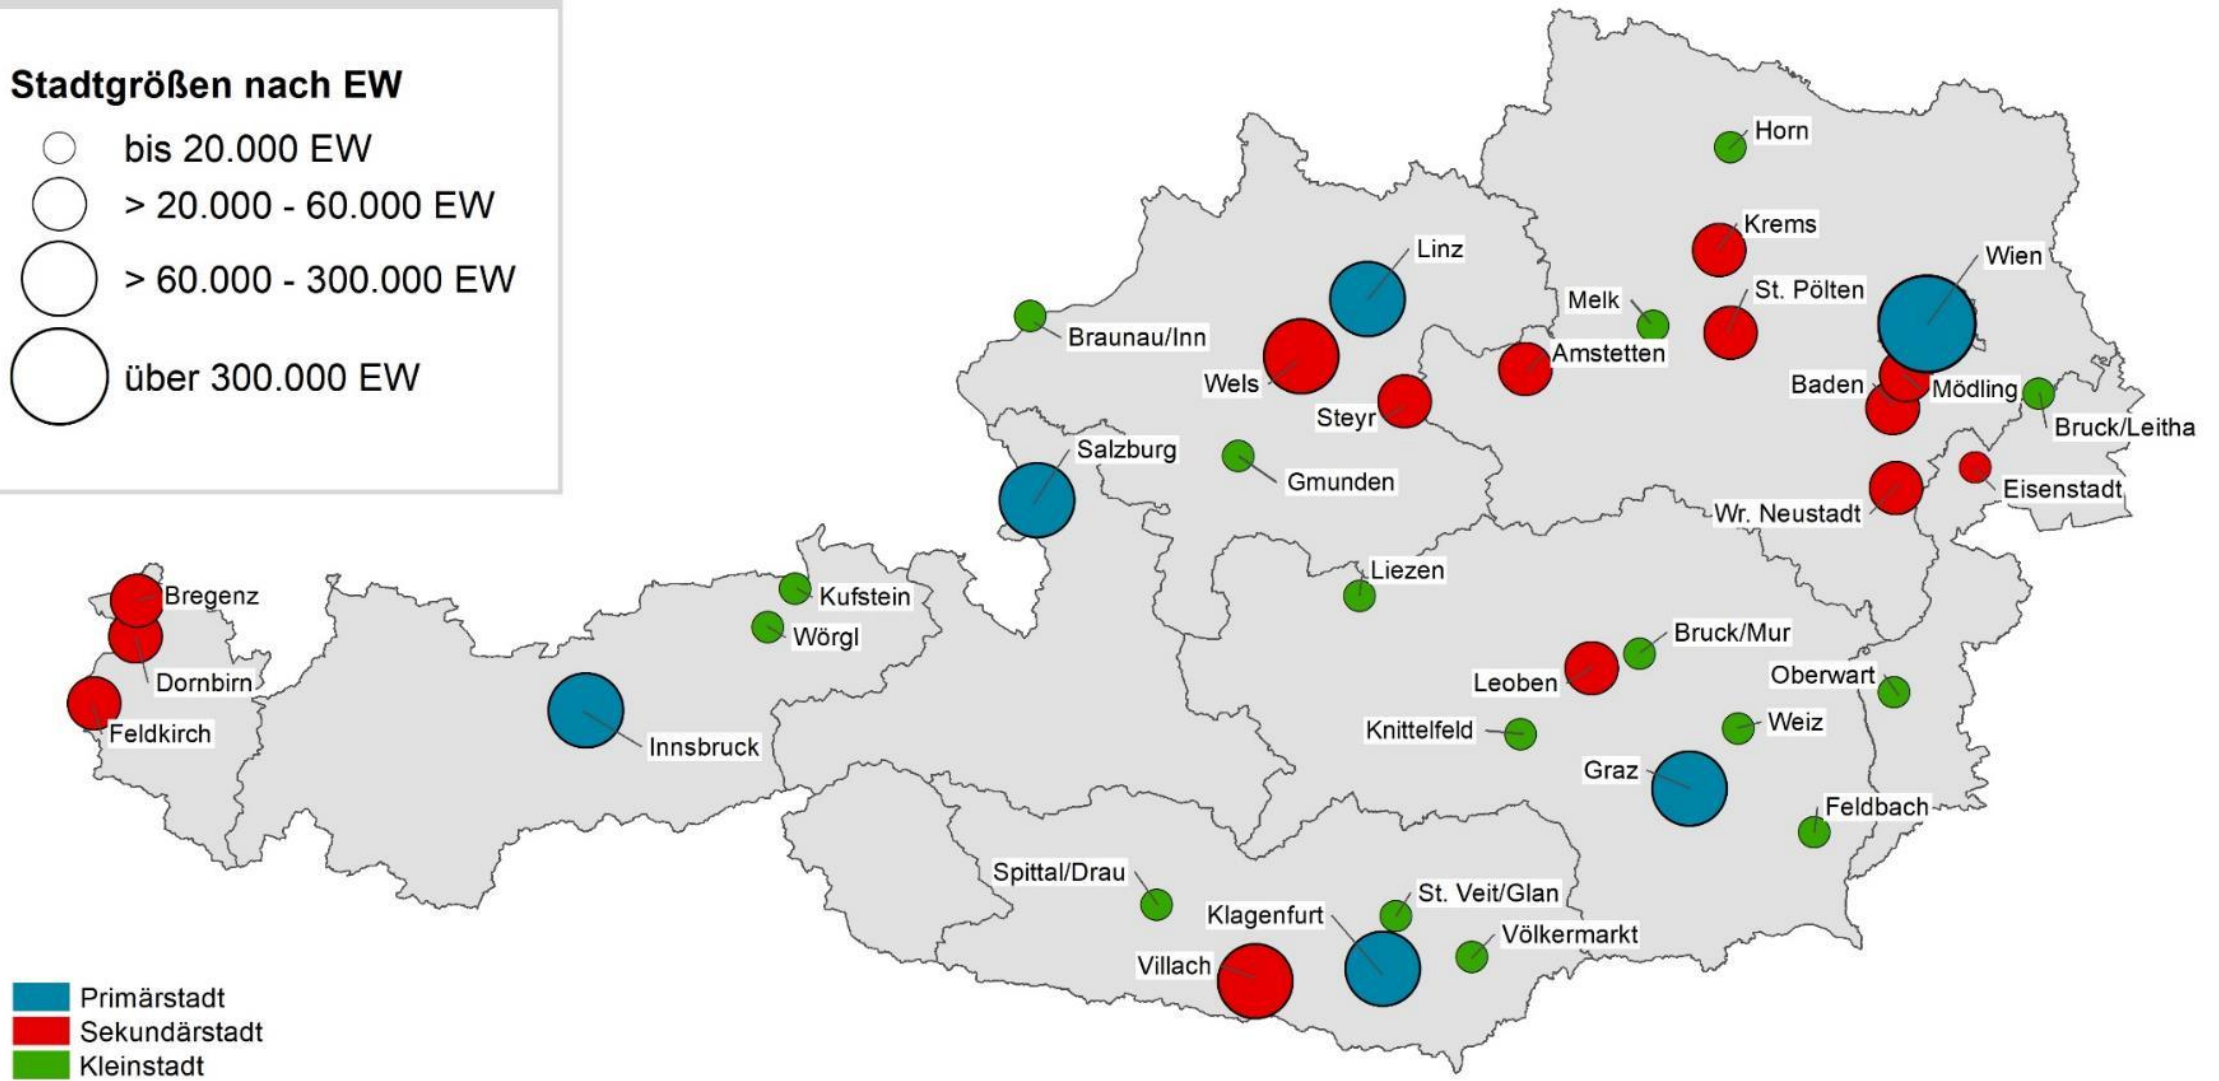 Stadtgrößen nach EW
bis 20.000 EW
> 20.000 - 60.000 EW
> 60.000 - 300.000 EW
über 300.000 EW
Horn
Krems
Linz
Wien
St. Pölten
Melk
Braunau/Inn
Amstetten
Wels
Baden
Mödling
Steyr
Bruck/Leitha
Salzburg
Gmunden
Eisenstadt
Wr. Neustadt
Liezen
Bregenz
Kufstein
Wörgl
Bruck/Mur
Oberwart
Dornbirn
Leoben
Weiz
Knittelfeld
Feldkirch
Innsbruck
Graz
Feldbach
Spittal/Drau
St. Veit/Glan
Klagenfurt
Völkermarkt
Villach
Primärstadt
Sekundärstadt
Kleinstadt